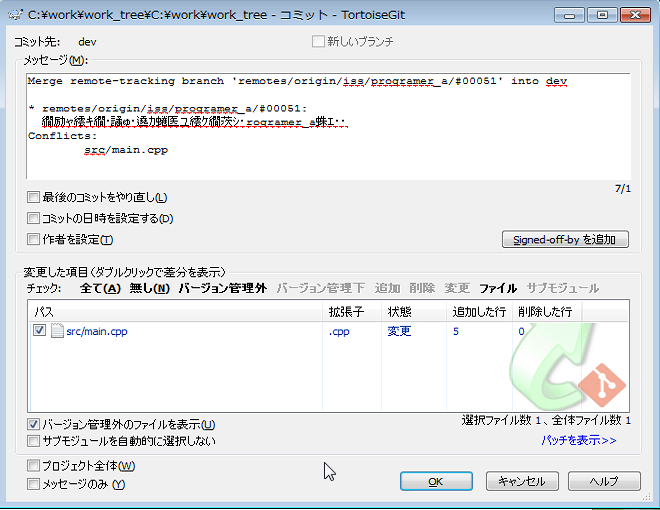 C:¥work¥work_tree¥C:¥work¥work_tree - コミット - TortoiseGit
コミット先: dev
新しいブランチ
メッセージ(M):
Merge remote-tracking branch 'remotes/origin/iss/programer_a/#00051' into dev
* remotes/origin/iss/programer_a/#00051:
rogramer_a
Conflicts:
src/main.cpp
7/1
最後のコミットをやり直し(L)
コミットの日時を設定する(D)
作者を設定(T)
Signed-off-by を追加
変更した項目(ダブルクリックで差分を表示)
チェック: 全て(A) 無し(N) バージョン管理外 バージョン管理下 追加 削除 変更 ファイル サブモジュール
パス 拡張子 状態 追加した行 削除した行
src/main.cpp .cpp 変更 5 0
バージョン管理外のファイルを表示(U)
選択ファイル数 1 、全体ファイル数 1
サブモジュールを自動的に選択しない
パッチを表示>>
プロジェクト全体(W)
メッセージのみ (Y)
OK キャンセル ヘルプ